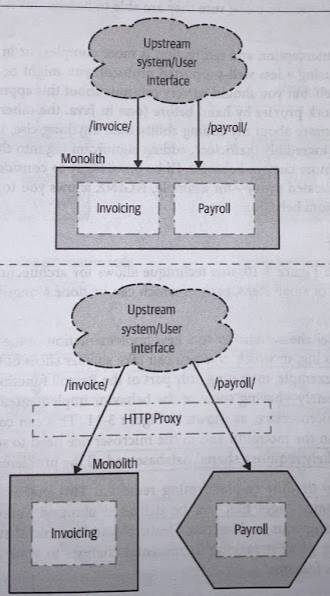 Upstream
system/User
interface
/invoice/
/payroll/
Monolith
Invoicing
Payroll
Upstream
system/User
interface
/invoice/
/payroll/
HTTP Proxy
Monolith
Invoicing
Payroll